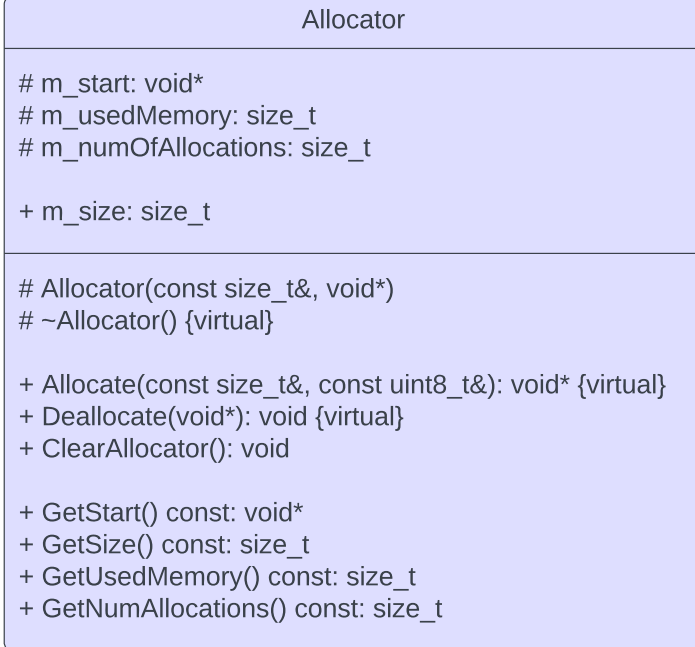 Allocator
# m_start: void*
# m_usedMemory: size_t
# m_numOfAllocations: size_t
+ m_size: size_t
# Allocator(const size_t&, void*)
# ~Allocator() {virtual}
+ Allocate(const size_t&, const uint8_t&): void* {virtual}
+ Deallocate(void*): void {virtual}
+ ClearAllocator(): void
+ GetStart() const: void*
+ GetSize() const: size_t
+ GetUsedMemory() const: size_t
+ GetNumAllocations() const: size_t